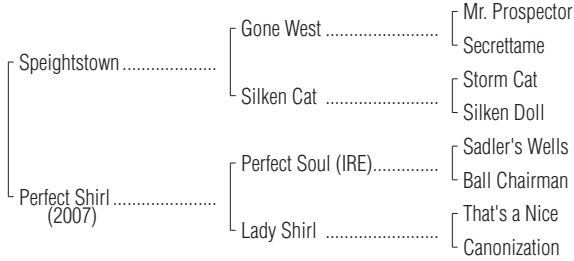 Mr. Prospector
Gone West ........................
Secrettame
Speightstown ....................
Storm Cat
Silken Cat ........................
Silken Doll
Sadler's Wells
Perfect Soul (IRE)..............
Ball Chairman
Perfect Shirl ......................
(2007)
That's a Nice
Lady Shirl ........................
Canonization